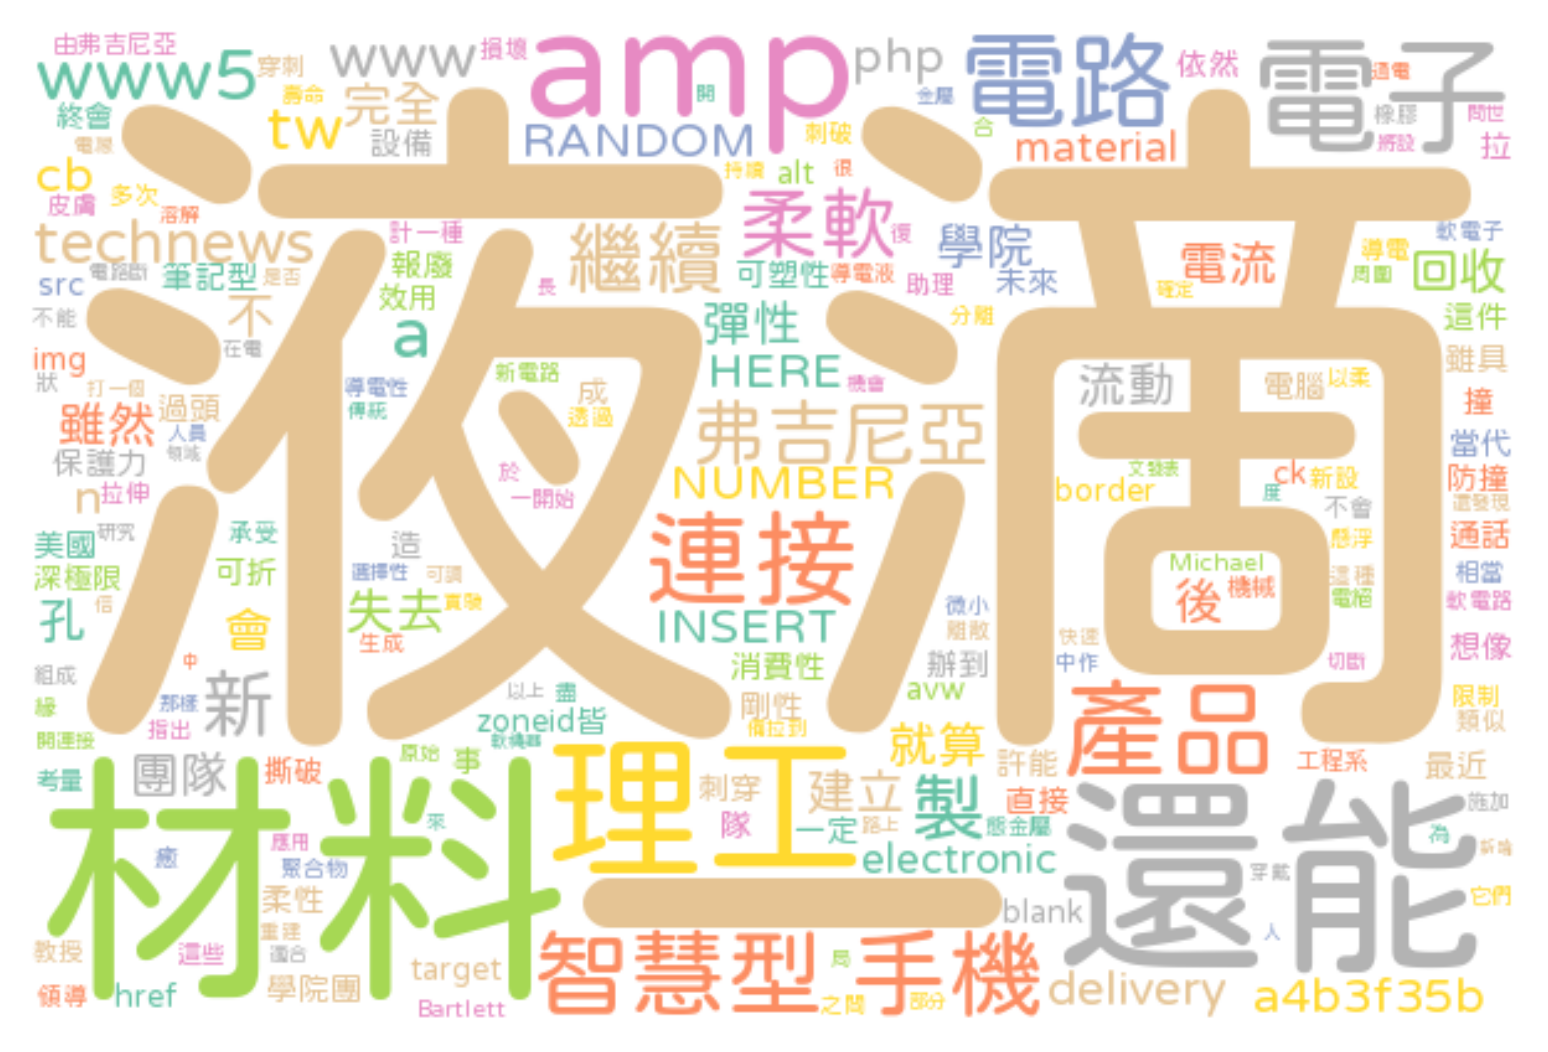 由弗吉尼亞
www5
穿刺
www
損壞
amp
php
電路
依然
通電
電子
終會
壽命
tw
完全
設備
RANDOM
開
刺破
金屬
合
material
橡膠
問世
將設
拉
cb
多次
皮膚
溶解
持續
alt
很
液滴
technews
計一種
報廢
繼續
柔軟
復
學院
電流
導電
軟電子
周圍
回收
src
電路斷
筆記型
是否
效用
長
可塑性
導電液
助理
未來
確定
不能
不
在電
a
彈性
分離
這件
img
狀
打一個
導電性
新電路
成
HERE
機會
流動
電腦
以柔
雖具
雖然
過頭
人員
領域
傳統
透過
弗吉尼亞
撞
保護力
於
當代
n
拉伸
一開始
NUMBER
border
文發表
ck
新設
度
防撞
還發現
不會
美國
研究
承受
造
連接
懸浮
通話
深極限
可折
選擇性
可調
Michael
這種
相當
孔
倍
會
失去
實驗
生成
INSERT
微小
離散
後
機械
電絕
軟電路
快速
想像
中
組成
新
消費性
辦到
中作
切斷
緣
那樣
指出
以上
盡
zoneid皆
剛性
avw
產品
限制
類似
開連接
軟機器
備拉到
就算
考量
團隊
撕破
原始
事
理工
刺穿
建立
製
許能
直接
工程系
最近
材料
來
隊
一定
路上
態金屬
還能
施加
為
應用
癒
聚合物
electronic
穿戴
它們
柔性
一
blank
人
重建
教授
這些
適合
智慧型手機
局
target
領導
href
學院團
Bartlett
之間
部分
delivery
a4b3f35b